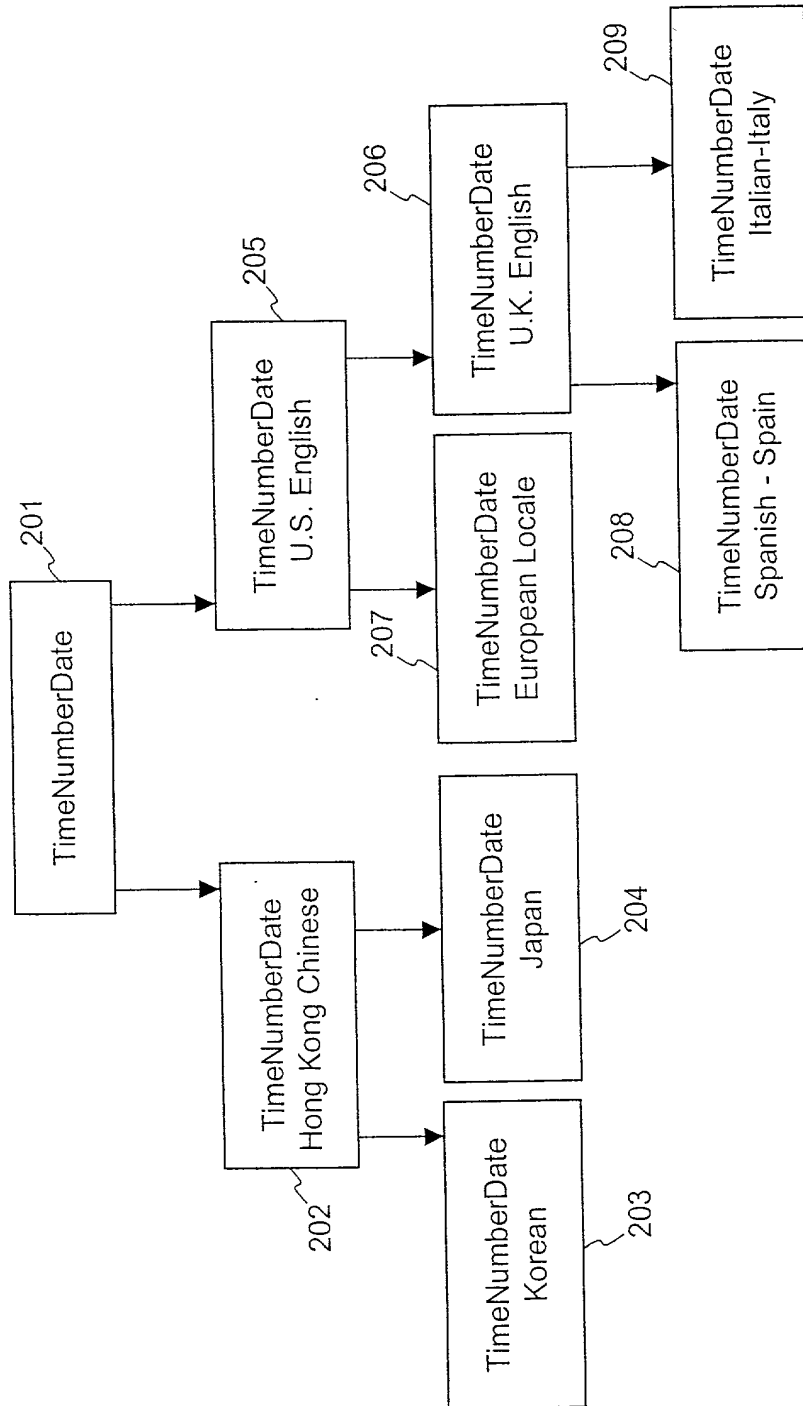 201
TimeNumberDate
205
TimeNumberDate
U.S. English
TimeNumberDate
Hong Kong Chinese
202
206
TimeNumberDate
U.K. English
207
TimeNumberDate
European Locale
TimeNumberDate
Japan
204
TimeNumberDate
Korean
203
209
TimeNumberDate
Italian-Italy
208
TimeNumberDate
Spanish - Spain